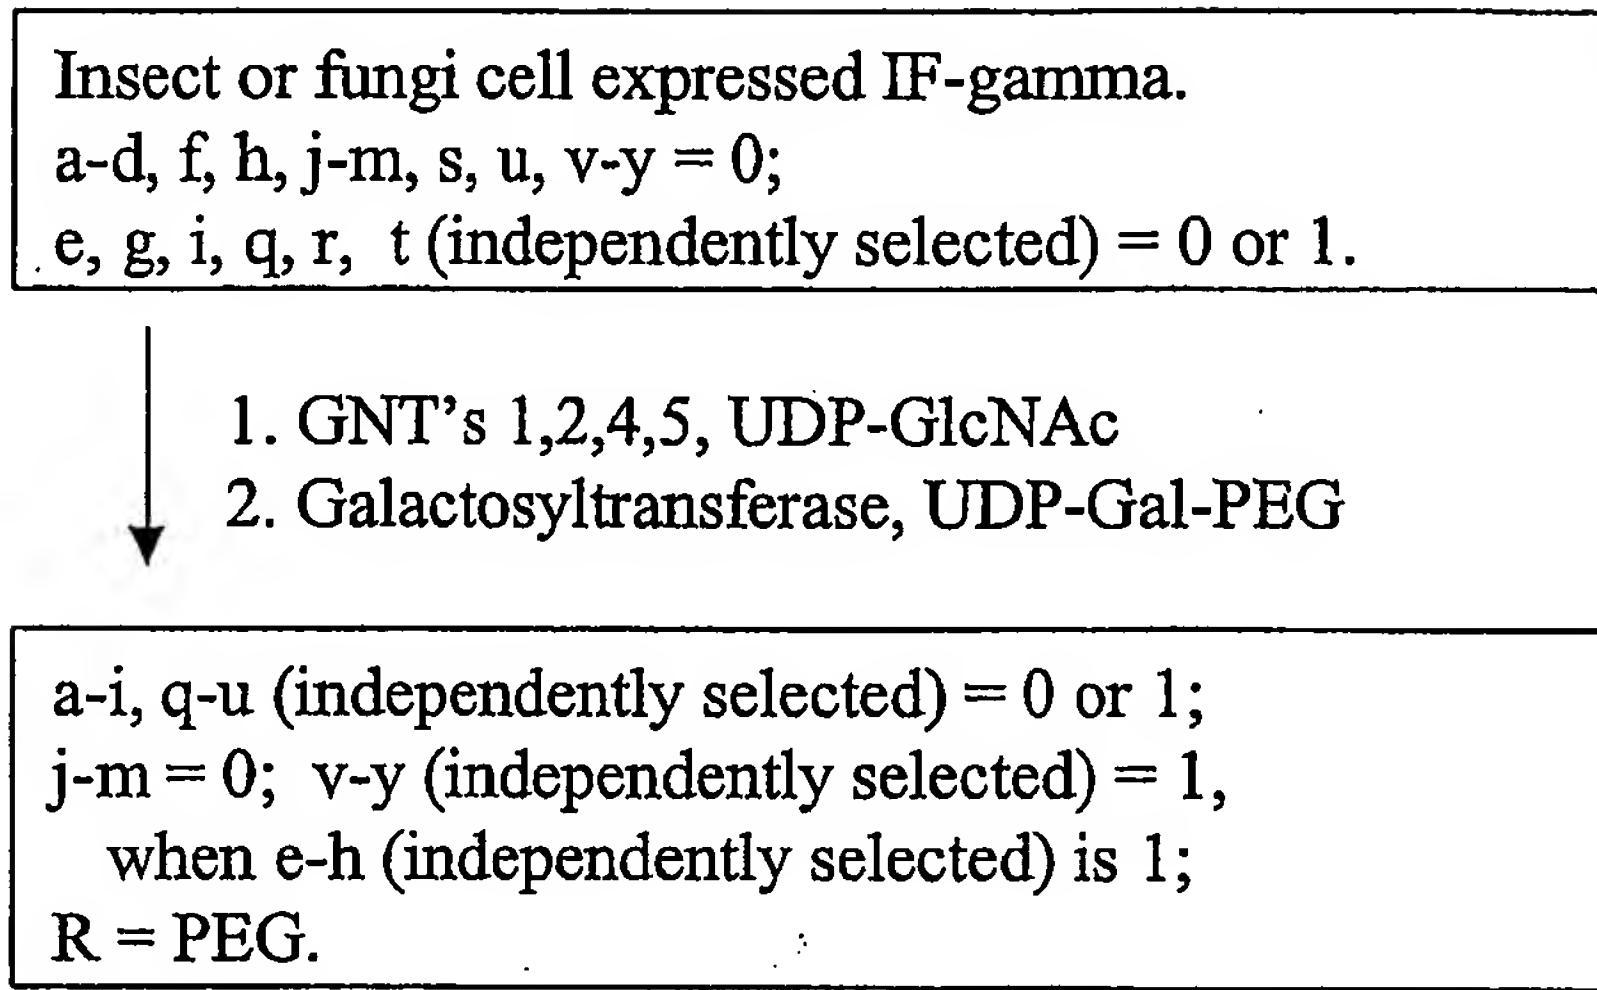 Insect or fungi cell expressed IF-gamma.
a-d, f, h, j-m, s, u, v-y = 0;
e, g, i, q, r, t (independently selected) = 0 or 1.
1. GNT's 1,2,4,5, UDP-GlcNAc
2. Galactosyltransferase, UDP-Gal-PEG
a-i, q-u (independently selected) = 0 or 1;
j-m = 0; v-y (independently selected) = 1,
when e-h (independently selected) is 1;
R = PEG.